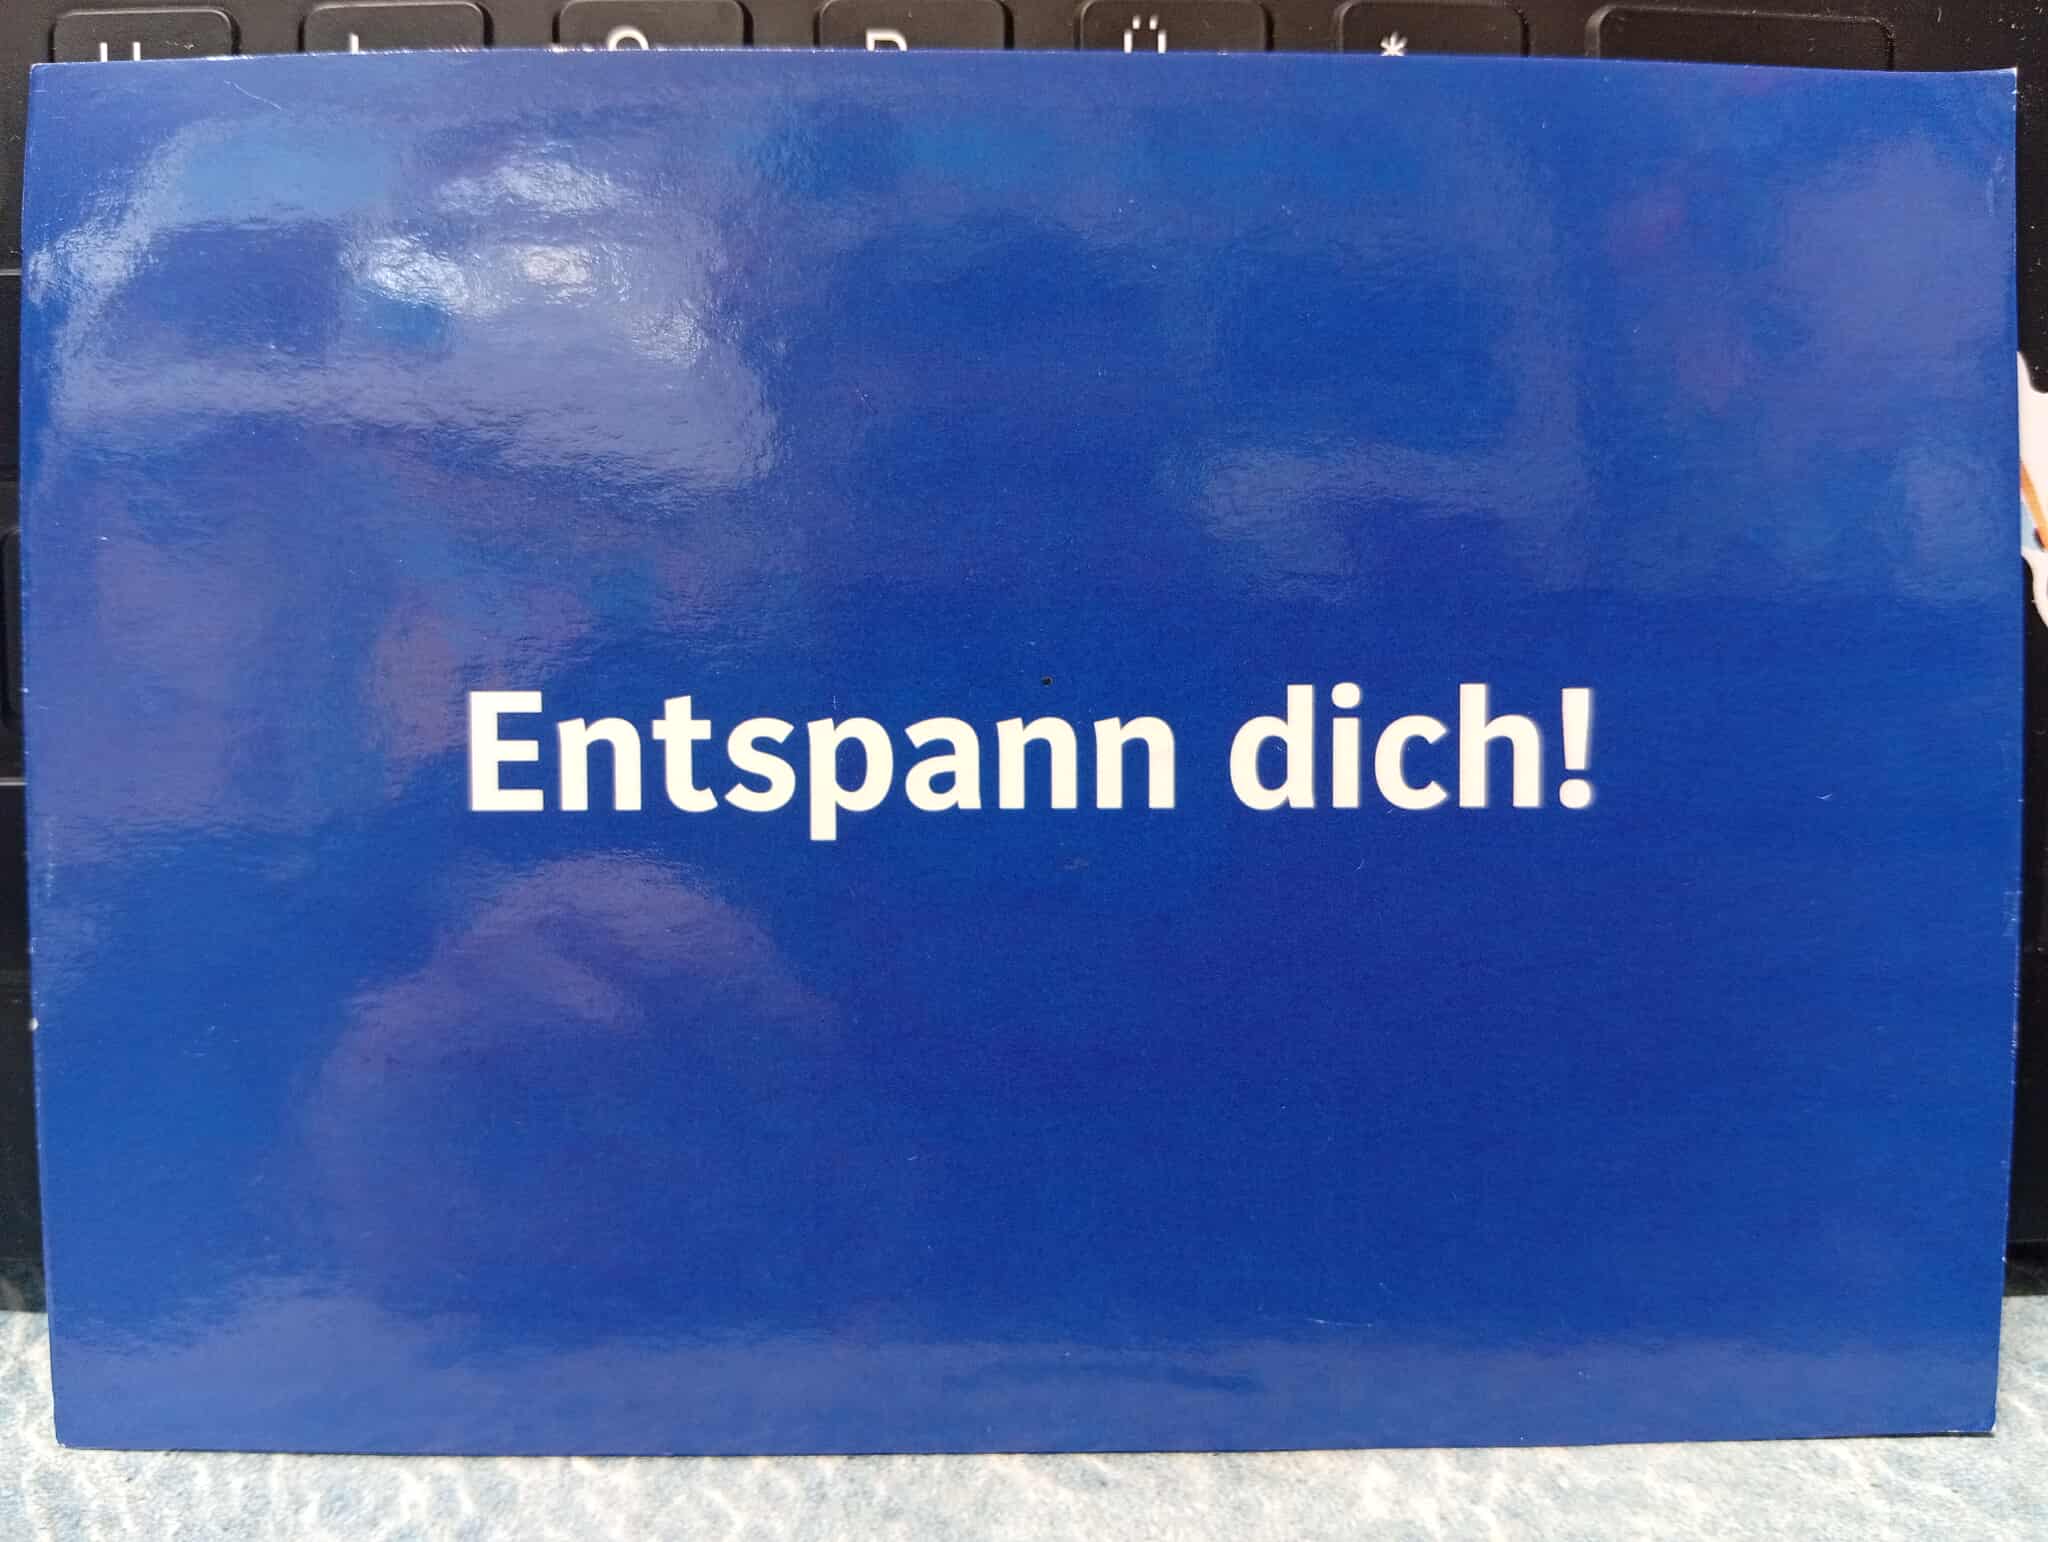 Ü *
Entspann dich!